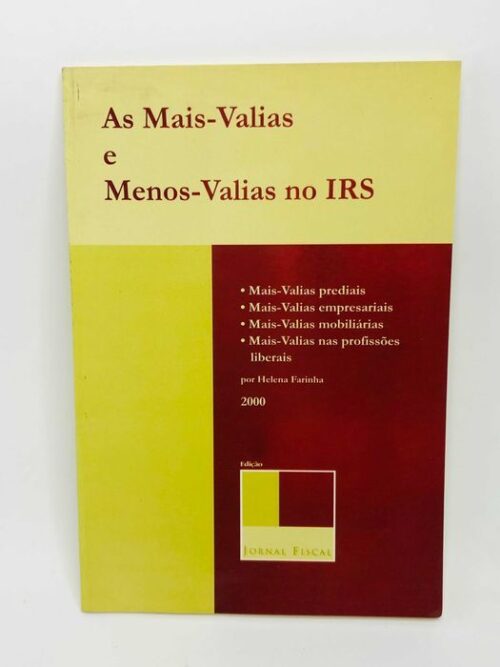 As Mais-Valias
e
Menos-Valias no IRS
• Mais-Valias prediais
• Mais-Valias empresariais
• Mais-Valias mobiliárias
• Mais-Valias nas profissões
liberais
por Helena Farinha
2000
Edição
JORNAL FISCAL